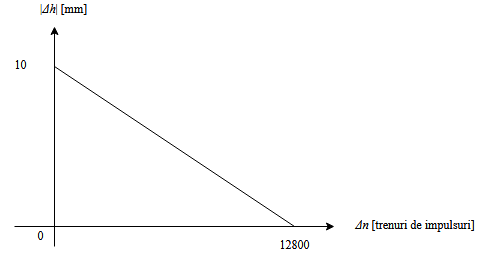 |Δh| [mm]
10
0
12800
Δn [trenuri de impulsuri]